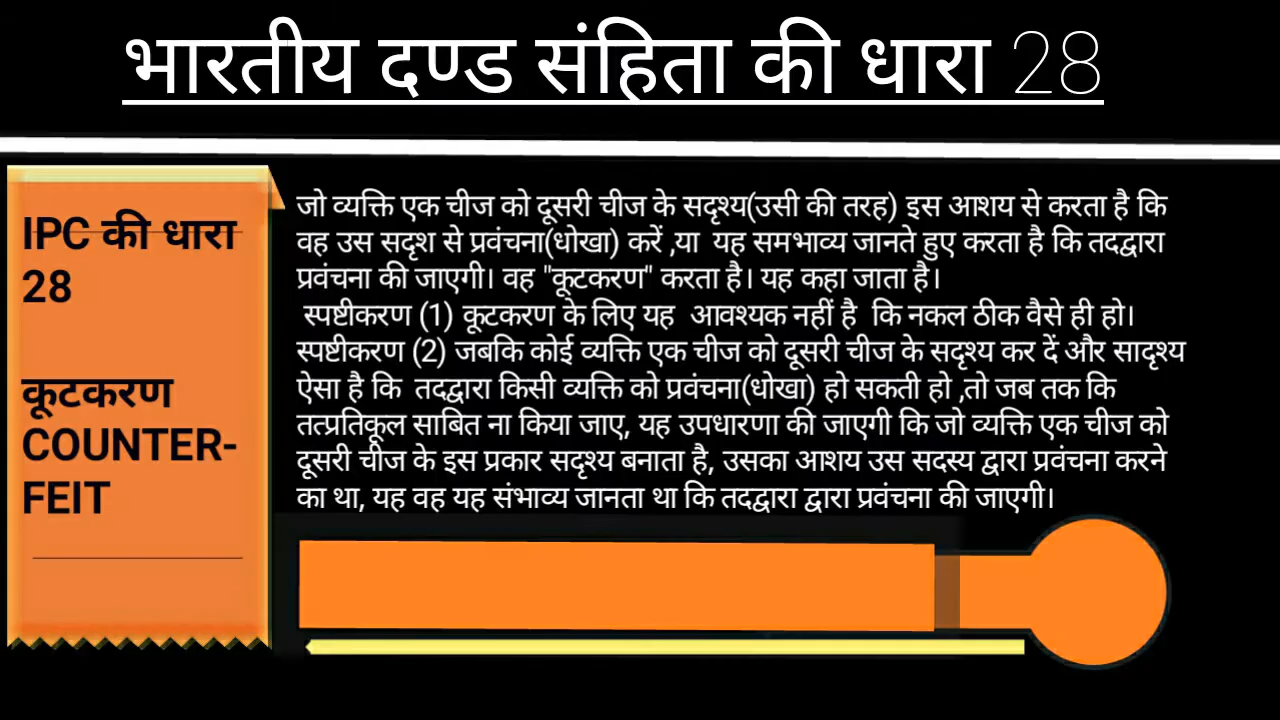 भारतीय दण्ड संहिता की धारा 28
IPC की धारा
28
कूटकरण
COUNTER-
FEIT
जो व्यक्ति एक चीज को दूसरी चीज के सदृश्य(उसी की तरह) इस आशय से करता है कि
वह उस सदृश से प्रवंचना(धोखा) करें ,या यह समभाव्य जानते हुए करता है कि तदद्वारा
प्रवंचना की जाएगी। वह "कूटकरण" करता है। यह कहा जाता है।
स्पष्टीकरण (1) कूटकरण के लिए यह आवश्यक नहीं है कि नकल ठीक वैसे ही हो।
स्पष्टीकरण (2) जबकि कोई व्यक्ति एक चीज को दूसरी चीज के सदृश्य कर दें और सादृश्य
ऐसा है कि तदद्वारा किसी व्यक्ति को प्रवंचना(धोखा) हो सकती हो ,तो जब तक कि
तत्प्रतिकूल साबित ना किया जाए, यह उपधारणा की जाएगी कि जो व्यक्ति एक चीज को
दूसरी चीज के इस प्रकार सदृश्य बनाता है, उसका आशय उस सदस्य द्वारा प्रवंचना करने
का था, यह वह यह संभाव्य जानता था कि तदद्वारा द्वारा प्रवंचना की जाएगी।